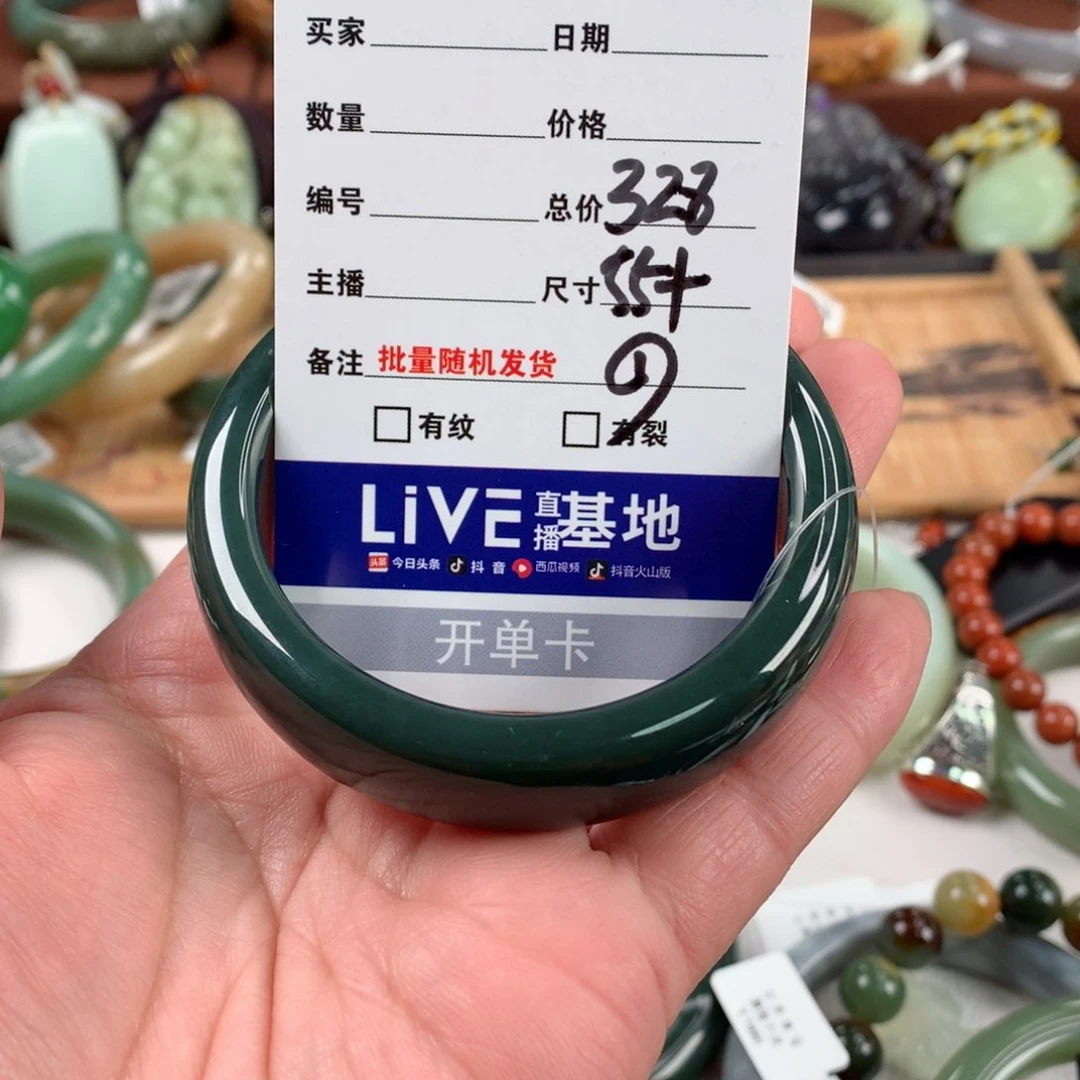 买家 日期
数量 价格
编号 总价 328
主播 尺寸
备注 批量随机发货
有纹 有裂
LiVE 直播基地
今日头条 抖音 西瓜视频 抖音火山版
开单卡